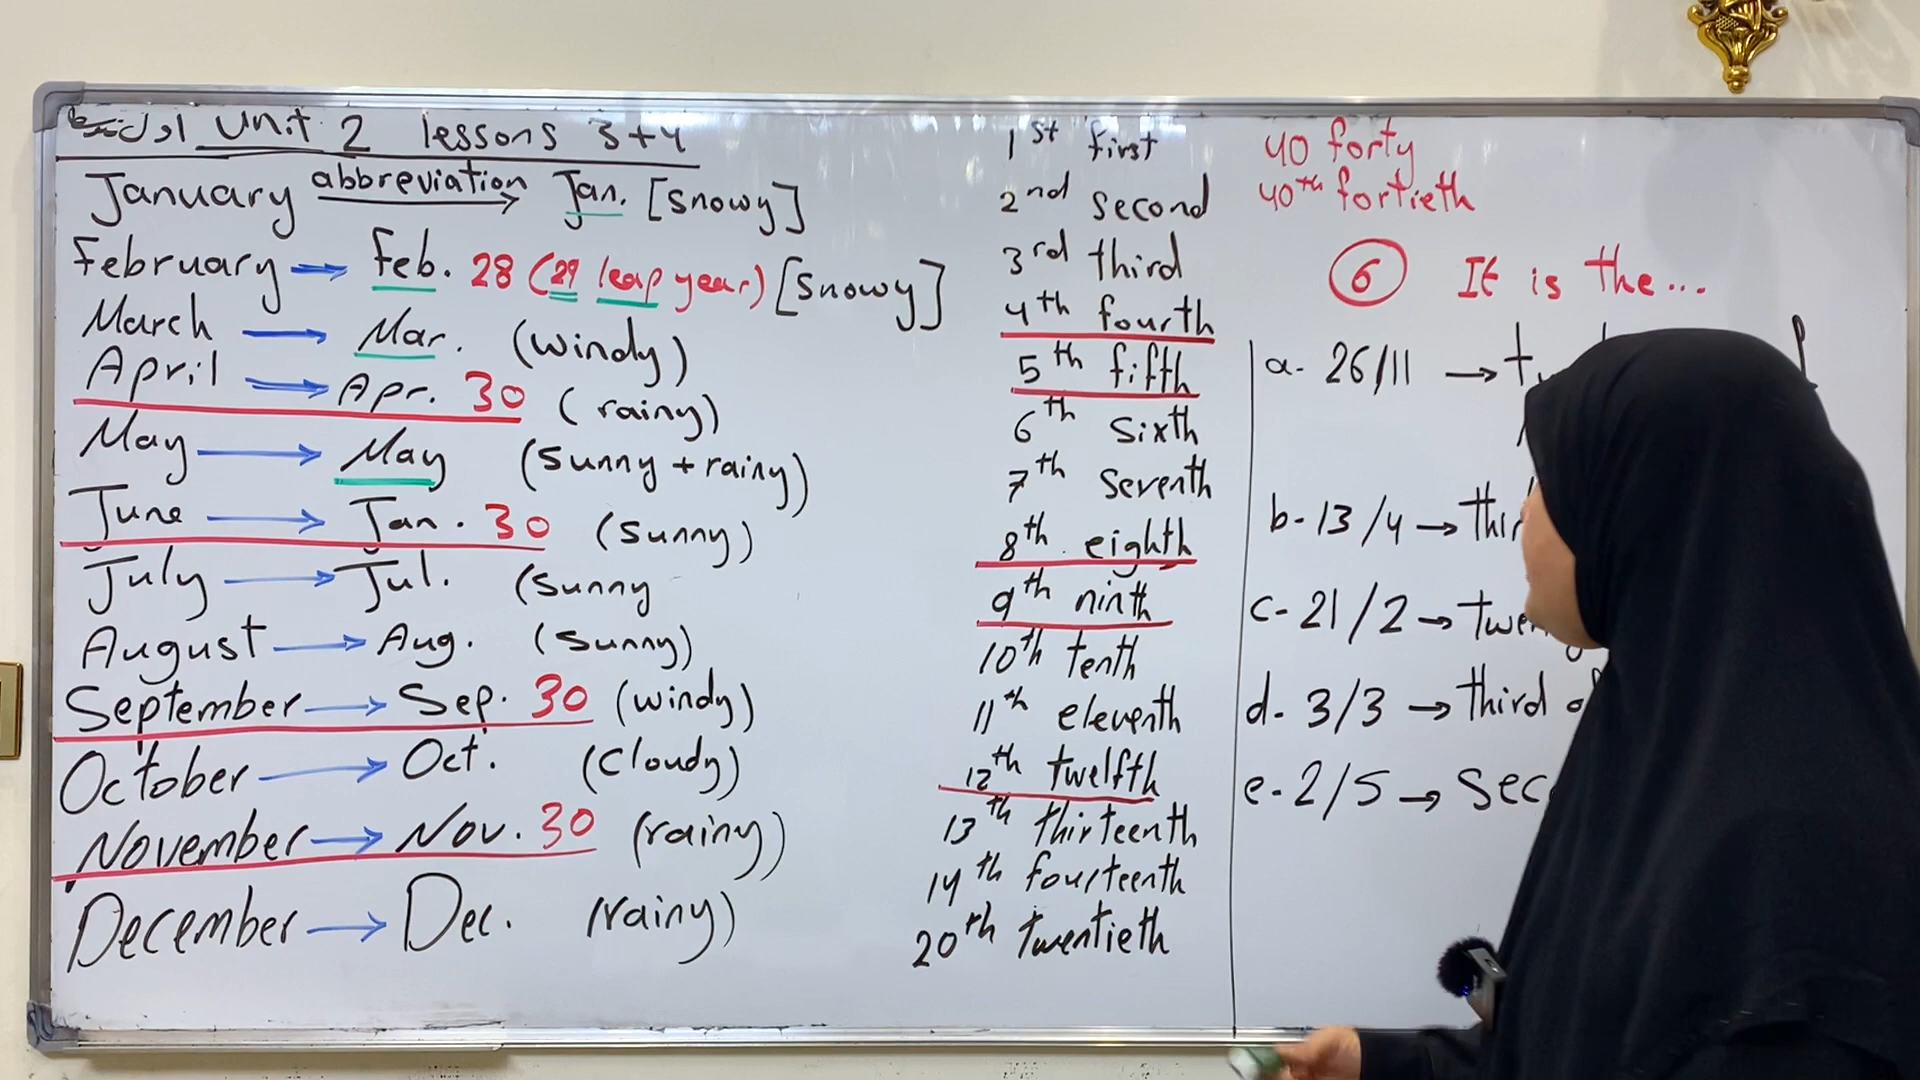 اول متوسط Unit 2 lessons 3+4
January abbreviation → Jan. [snowy]
February → Feb. 28 (29 leap year) [snowy]
March → Mar. (windy)
April → Apr. 30 (rainy)
May → May (sunny + rainy)
June → Jan. 30 (sunny)
July → Jul. (sunny
August → Aug. (sunny)
September → Sep. 30 (windy)
October → Oct. (cloudy)
November → Nov. 30 (rainy)
December → Dec. (rainy)
1st first
2nd second
3rd third
4th fourth
5th fifth
6th sixth
7th seventh
8th eighth
9th ninth
10th tenth
11th eleventh
12th twelfth
13th thirteenth
14th fourteenth
20th twentieth
40 forty
40th fortieth
6 It is the...
a- 26/11 →
b- 13/4 →
c- 21/2 →
d- 3/3 → third
e- 2/5 →